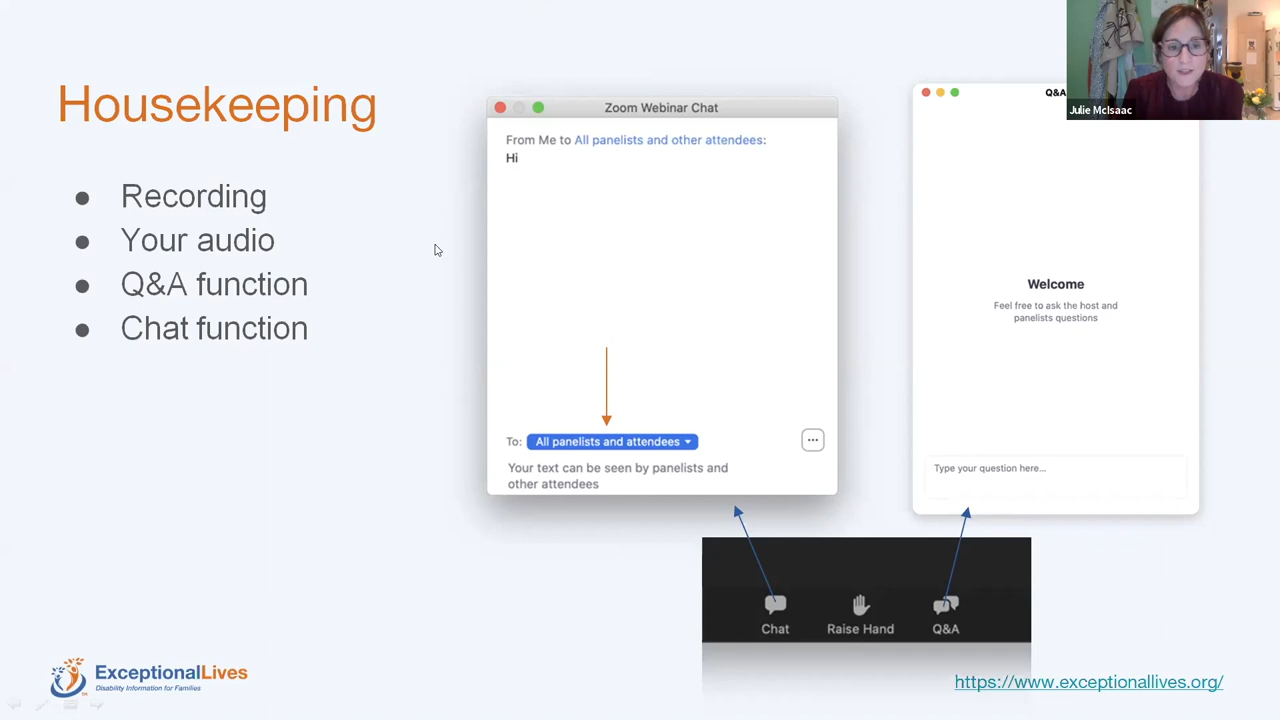 Housekeeping
Recording
Your audio
Q&A function
Chat function
Zoom Webinar Chat
From Me to All panelists and other attendees:
Hi
To: All panelists and attendees
Your text can be seen by panelists and
other attendees
Q&A
Julie McIsaac
Welcome
Feel free to ask the host and
panelists questions
Type your question here...
Chat
Raise Hand
Q&A
ExceptionalLives
Disability Information for Families
https://www.exceptionallives.org/